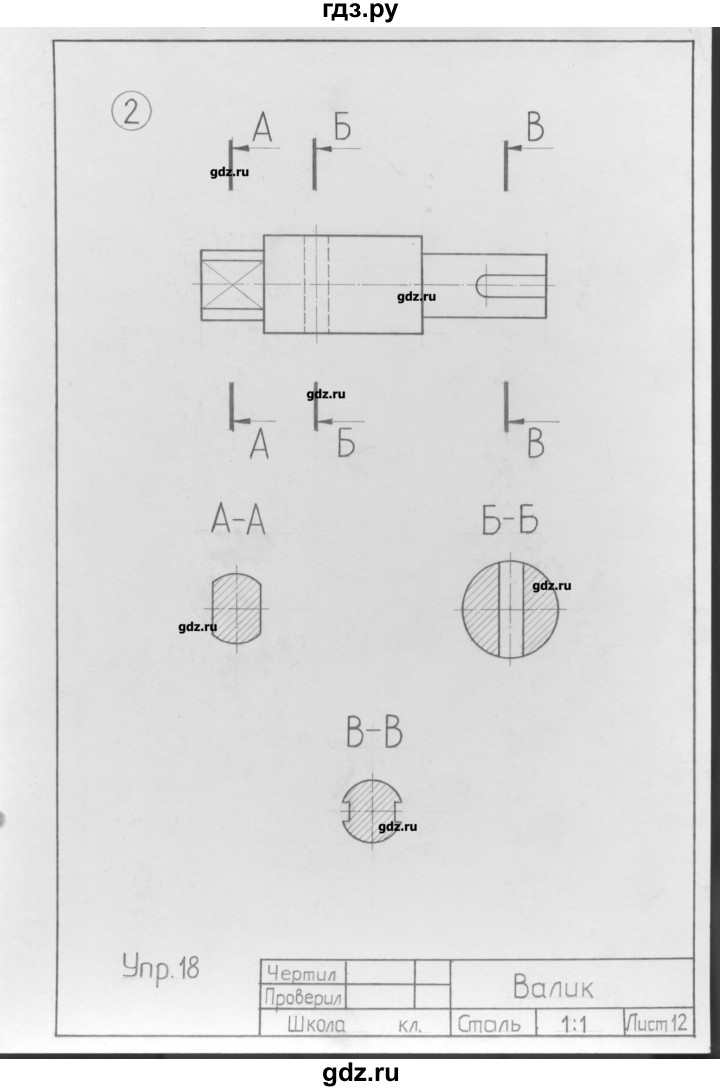 гдз.ру
2
А Б В
gdz.ru
gdz.ru
gdz.ru
А Б В
А-А Б-Б
gdz.ru
gdz.ru
В-В
gdz.ru
Упр.18
Чертил
Проверил
Валик
Школа кл. Сталь 1:1 Лист 12
gdz.ru